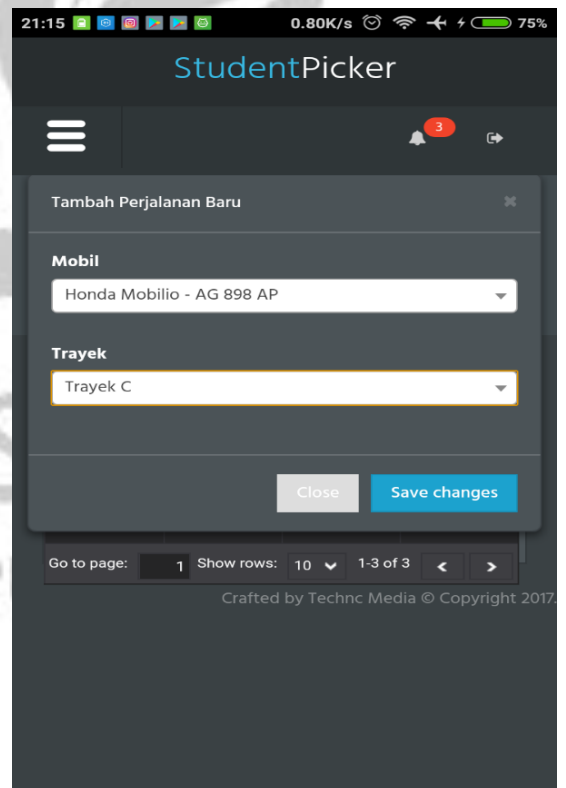 21:15 0.80K/s 75%
StudentPicker
3
Tambah Perjalanan Baru
Mobil
Honda Mobilio - AG 898 AP
Trayek
Trayek C
Close Save changes
Go to page: 1 Show rows: 10 1-3 of 3
Crafted by Technc Media © Copyright 2017.